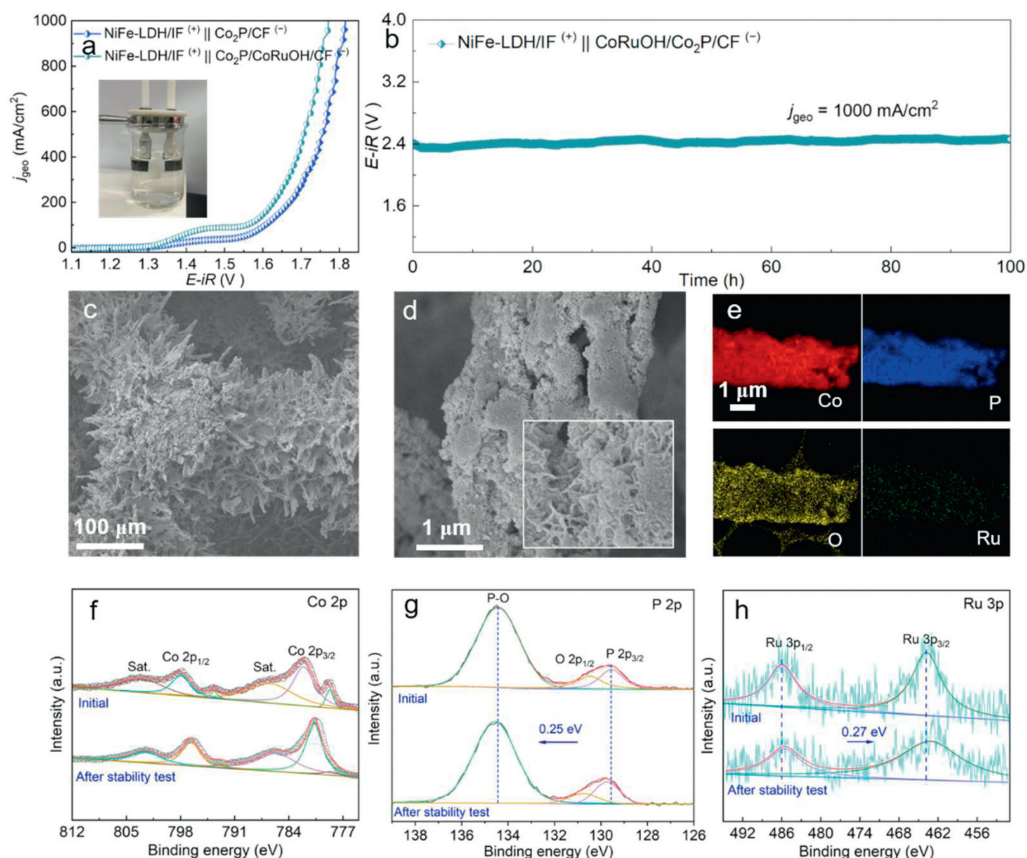 a
NiFe-LDH/IF (+) || Co2P/CF (−)
NiFe-LDH/IF (+) || Co2P/CoRuOH/CF (−)
jgeo (mA/cm2)
1000
800
600
400
200
0
1.1 1.2 1.3 1.4 1.5 1.6 1.7 1.8
E-iR (V)
b
NiFe-LDH/IF (+) || CoRuOH/Co2P/CF (−)
jgeo = 1000 mA/cm2
E-iR (V)
4.0
3.2
2.4
1.6
0 20 40 60 80 100
Time (h)
c
100 μm
d
1 μm
e
1 μm
Co
P
O
Ru
f
Co 2p
Sat.
Co 2p1/2
Sat.
Co 2p3/2
Initial
After stability test
Intensity (a.u.)
812 805 798 791 784 777
Binding energy (eV)
g
P 2p
P-O
O 2p1/2
P 2p3/2
Initial
0.25 eV
After stability test
Intensity (a.u.)
138 136 134 132 130 128 126
Binding energy (eV)
h
Ru 3p
Ru 3p1/2
Ru 3p3/2
Initial
0.27 eV
After stability test
Intensity (a.u.)
492 486 480 474 468 462 456
Binding energy (eV)